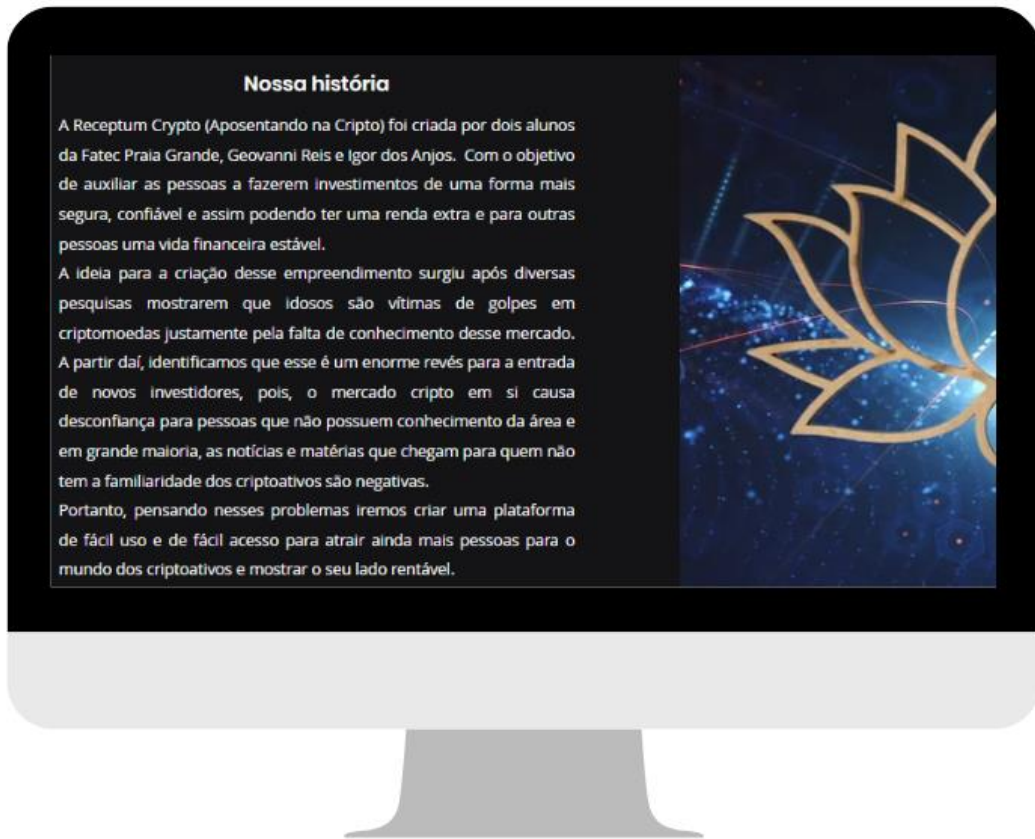 Nossa história
A Receptum Crypto (Aposentando na Cripto) foi criada por dois alunos
da Fatec Praia Grande, Geovanni Reis e Igor dos Anjos. Com o objetivo
de auxiliar as pessoas a fazerem investimentos de uma forma mais
segura, confiável e assim podendo ter uma renda extra e para outras
pessoas uma vida financeira estável.
A ideia para a criação desse empreendimento surgiu após diversas
pesquisas mostrarem que idosos são vítimas de golpes em
criptomoedas justamente pela falta de conhecimento desse mercado.
A partir daí, identificamos que esse é um enorme revés para a entrada
de novos investidores, pois, o mercado cripto em si causa
desconfiança para pessoas que não possuem conhecimento da área e
em grande maioria, as notícias e matérias que chegam para quem não
tem a familiaridade dos criptoativos são negativas.
Portanto, pensando nesses problemas iremos criar uma plataforma
de fácil uso e de fácil acesso para atrair ainda mais pessoas para o
mundo dos criptoativos e mostrar o seu lado rentável.